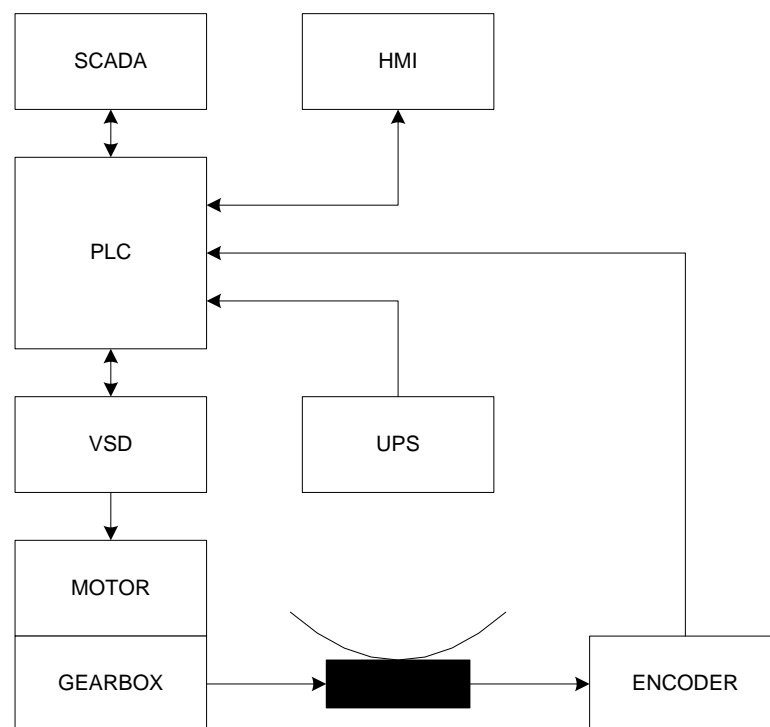 SCADA
HMI
PLC
VSD
UPS
MOTOR
GEARBOX
ENCODER